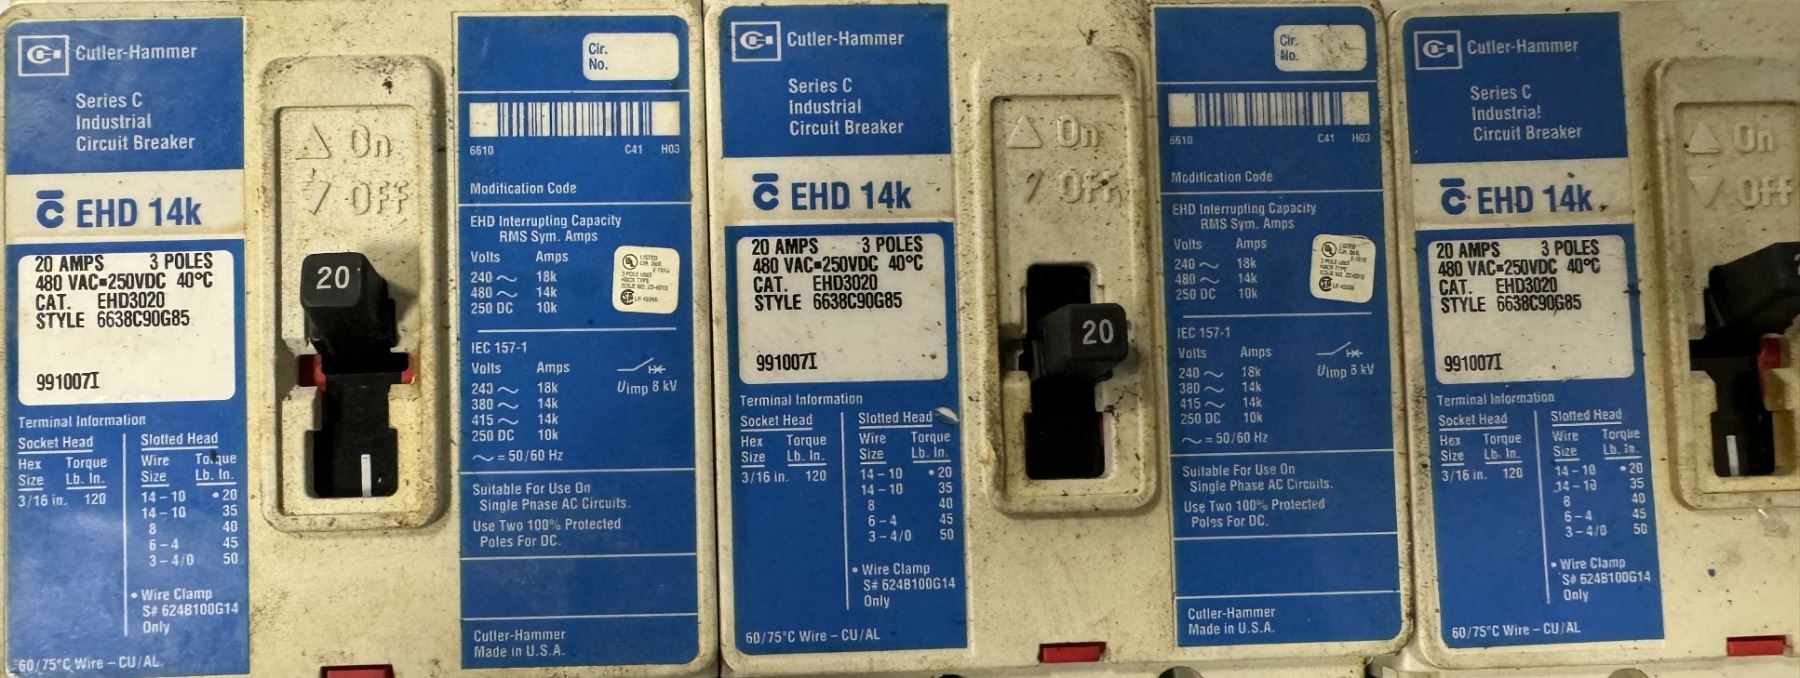 Cutler-Hammer
Series C
Industrial
Circuit Breaker
C EHD 14k
20 AMPS 3 POLES
480 VAC=250VDC 40°C
CAT. EHD3020
STYLE 6638C90G85
991007I
Terminal Information
Socket Head Slotted Head
Hex Torque Wire Torque
Size Lb. In. Size Lb. In.
3/16 in. 120 14-10 •20
14-10 35
8 40
6-4 45
3-4/0 50
• Wire Clamp
S# 624B100G14
Only
60/75°C Wire - CU/AL
On
Off
20
Cir.
No.
6610 C41 H03
Modification Code
EHD Interrupting Capacity
RMS Sym. Amps
Volts Amps
240 ~ 18k
480 ~ 14k
250 DC 10k
UL LISTED
IEC 157-1
Volts Amps
240 ~ 18k
380 ~ 14k
415 ~ 14k
250 DC 10k
~ = 50/60 Hz
Uimp 8 kV
Suitable For Use On
Single Phase AC Circuits.
Use Two 100% Protected
Poles For DC.
Cutler-Hammer
Made in U.S.A.
Cutler-Hammer
Series C
Industrial
Circuit Breaker
C EHD 14k
20 AMPS 3 POLES
480 VAC=250VDC 40°C
CAT. EHD3020
STYLE 6638C90G85
991007I
Terminal Information
Socket Head Slotted Head
Hex Torque Wire Torque
Size Lb. In. Size Lb. In.
3/16 in. 120 14-10 •20
14-10 35
8 40
6-4 45
3-4/0 50
• Wire Clamp
S# 624B100G14
Only
60/75°C Wire - CU/AL
On
Off
20
Cir.
No.
6610 C41 H03
Modification Code
EHD Interrupting Capacity
RMS Sym. Amps
Volts Amps
240 ~ 18k
480 ~ 14k
250 DC 10k
UL LISTED
IEC 157-1
Volts Amps
240 ~ 18k
380 ~ 14k
415 ~ 14k
250 DC 10k
~ = 50/60 Hz
Uimp 8 kV
Suitable For Use On
Single Phase AC Circuits.
Use Two 100% Protected
Poles For DC.
Cutler-Hammer
Made in U.S.A.
Cutler-Hammer
Series C
Industrial
Circuit Breaker
C EHD 14k
20 AMPS 3 POLES
480 VAC=250VDC 40°C
CAT. EHD3020
STYLE 6638C90G85
991007I
Terminal Information
Socket Head Slotted Head
Hex Torque Wire Torque
Size Lb. In. Size Lb. In.
3/16 in. 120 14-10 •20
14-10 35
8 40
6-4 45
3-4/0 50
• Wire Clamp
S# 624B100G14
Only
60/75°C Wire - CU/AL
On
Off